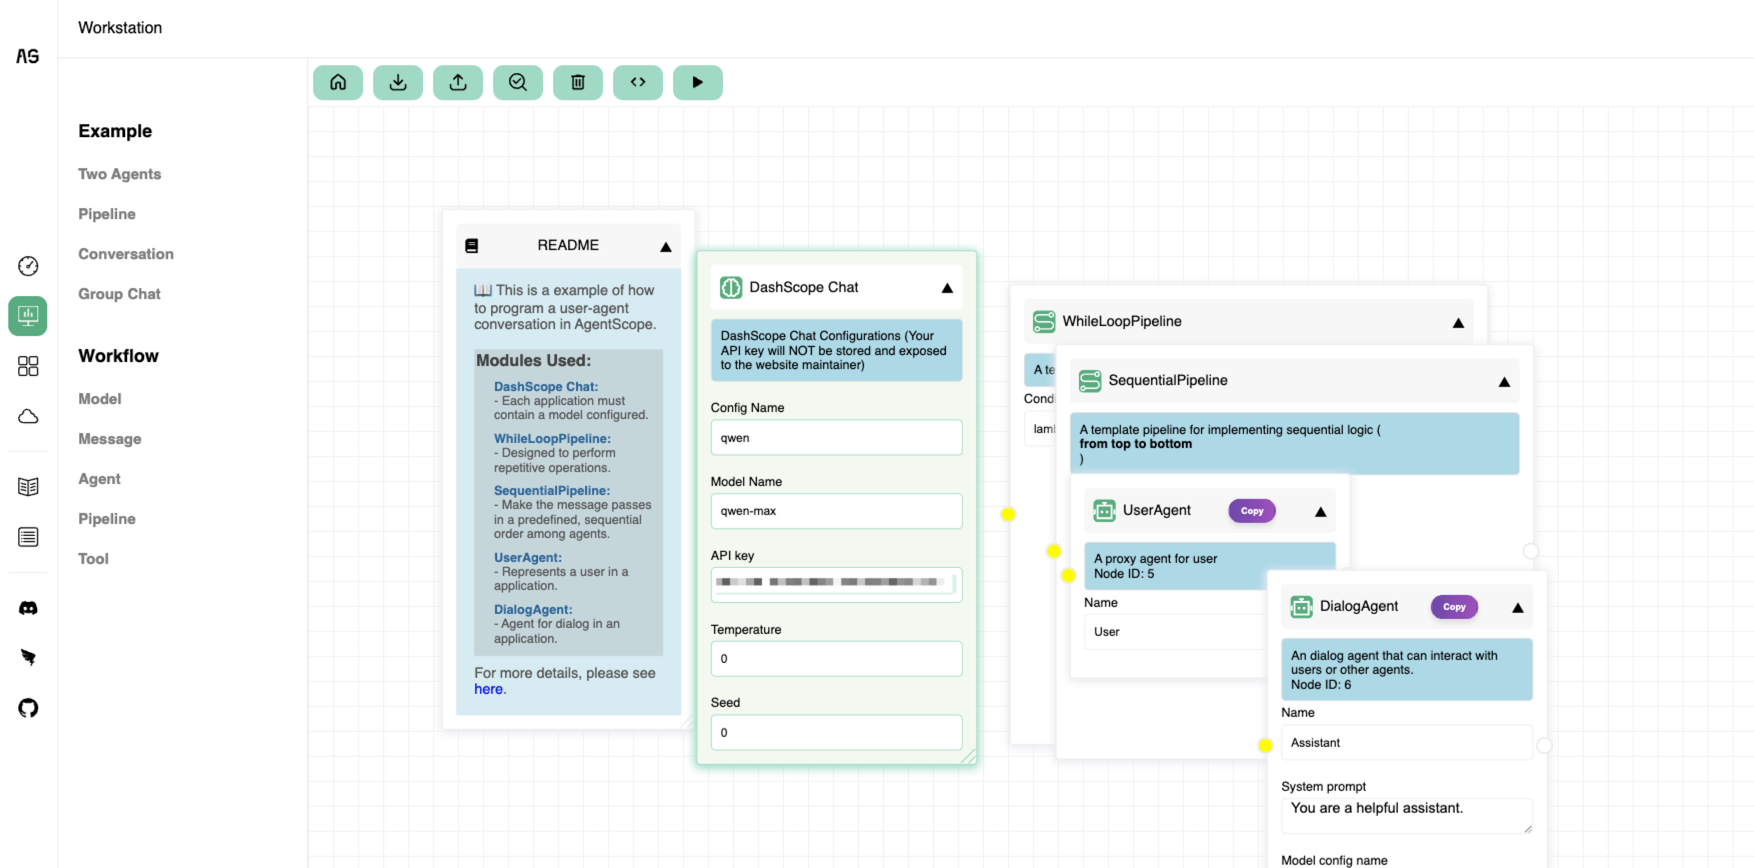 Workstation
AS
Example
Two Agents
Pipeline
Conversation
Group Chat
Workflow
Model
Message
Agent
Pipeline
Tool
README
This is a example of how
to program a user-agent
conversation in AgentScope.
Modules Used:
DashScope Chat:
- Each application must
contain a model configured.
WhileLoopPipeline:
- Designed to perform
repetitive operations.
SequentialPipeline:
- Make the message passes
in a predefined, sequential
order among agents.
UserAgent:
- Represents a user in a
application.
DialogAgent:
- Agent for dialog in an
application.
For more details, please see
here.
DashScope Chat
DashScope Chat Configurations (Your
API key will NOT be stored and exposed
to the website maintainer)
Config Name
qwen
Model Name
qwen-max
API key
Temperature
0
Seed
0
WhileLoopPipeline
A te
Cond
lam
SequentialPipeline
A template pipeline for implementing sequential logic (
from top to bottom
)
UserAgent
Copy
A proxy agent for user
Node ID: 5
Name
User
DialogAgent
Copy
An dialog agent that can interact with
users or other agents.
Node ID: 6
Name
Assistant
System prompt
You are a helpful assistant.
Model config name